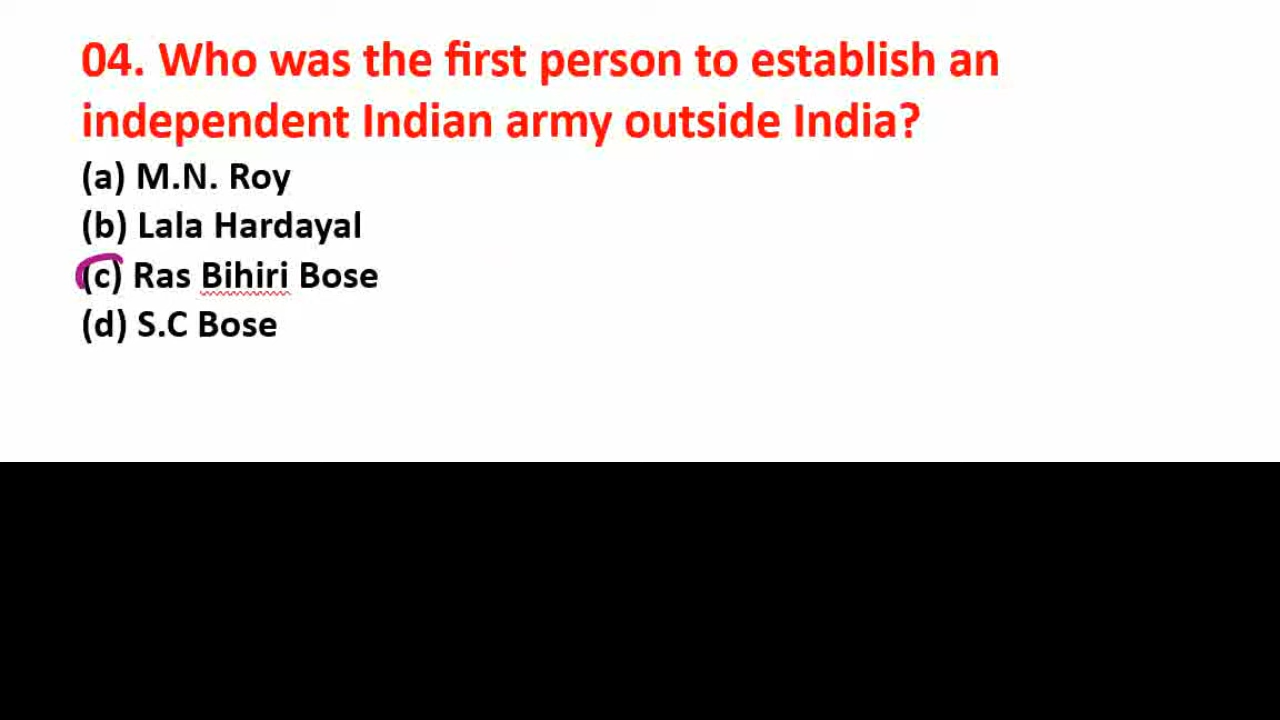 04. Who was the first person to establish an
independent Indian army outside India?
(a) M.N. Roy
(b) Lala Hardayal
(c) Ras Bihiri Bose
(d) S.C Bose